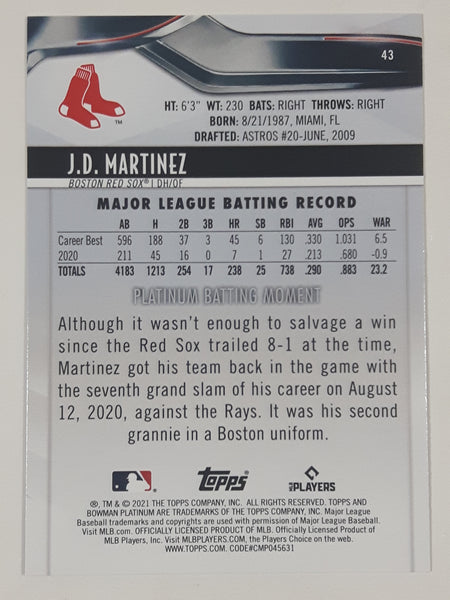 43
HT: 6'3" WT: 230 BATS: RIGHT THROWS: RIGHT
BORN: 8/21/1987, MIAMI, FL
DRAFTED: ASTROS #20-JUNE, 2009
TM
J.D. MARTINEZ
BOSTON RED SOX® | DH/OF
MAJOR LEAGUE BATTING RECORD
AB H 2B 3B HR SB RBI AVG OPS WAR
Career Best 596 188 37 3 45 6 130 .330 1.031 6.5
2020 211 45 16 0 7 1 27 .213 .680 -0.9
TOTALS 4183 1213 254 17 238 25 738 .290 .883 23.2
PLATINUM BATTING MOMENT
Although it wasn't enough to salvage a win
since the Red Sox trailed 8-1 at the time,
Martinez got his team back in the game with
the seventh grand slam of his career on August
12, 2020, against the Rays. It was his second
grannie in a Boston uniform.
topps
PLAYERS
®, TM & © 2021 THE TOPPS COMPANY, INC. ALL RIGHTS RESERVED. TOPPS AND
BOWMAN PLATINUM ARE TRADEMARKS OF THE TOPPS COMPANY, INC. Major League
Baseball trademarks and copyrights are used with permission of Major League Baseball.
Visit MLB.com. OFFICIALLY LICENSED PRODUCT OF MLB. OFFICIALLY LICENSED PRODUCT OF
MLB Players, Inc. Visit MLBPLAYERS.com, the Players Choice on the web.
WWW.TOPPS.COM. CODE#CMP045631